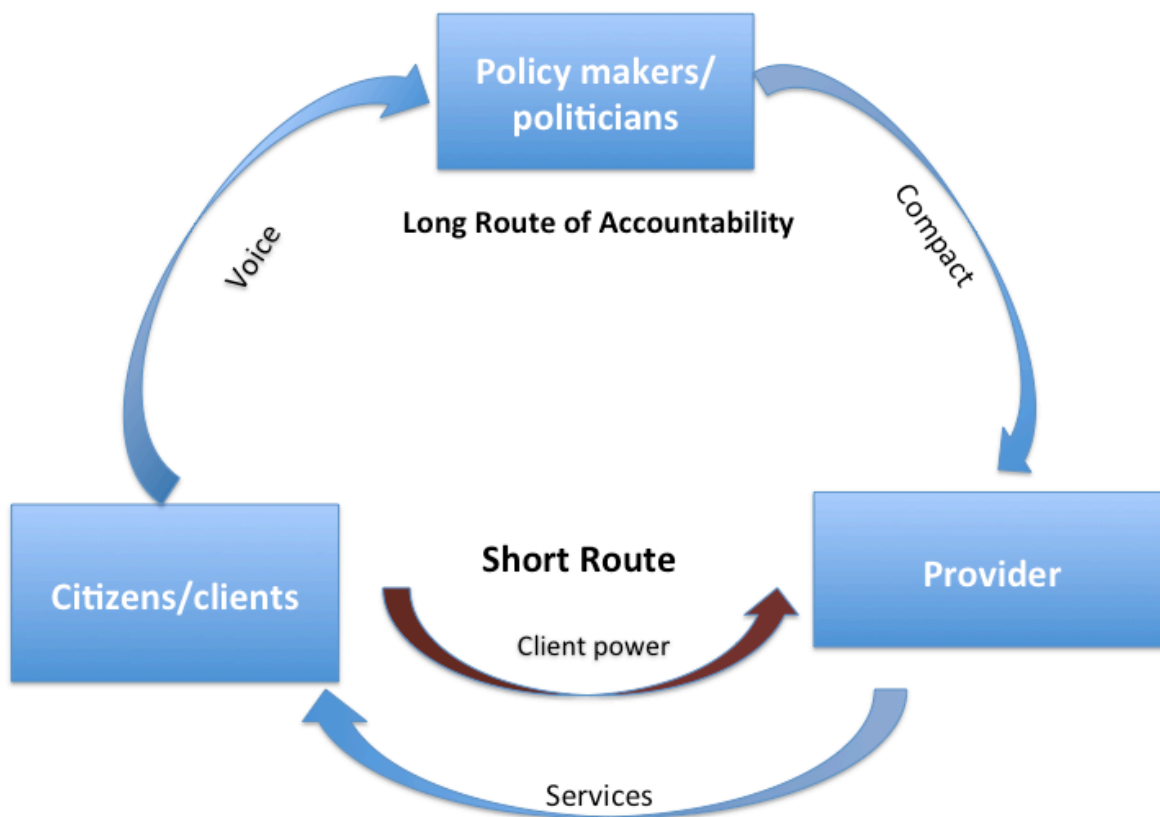 Policy makers/
politicians
Long Route of Accountability
Voice
Compact
Short Route
Citizens/clients
Provider
Client power
Services